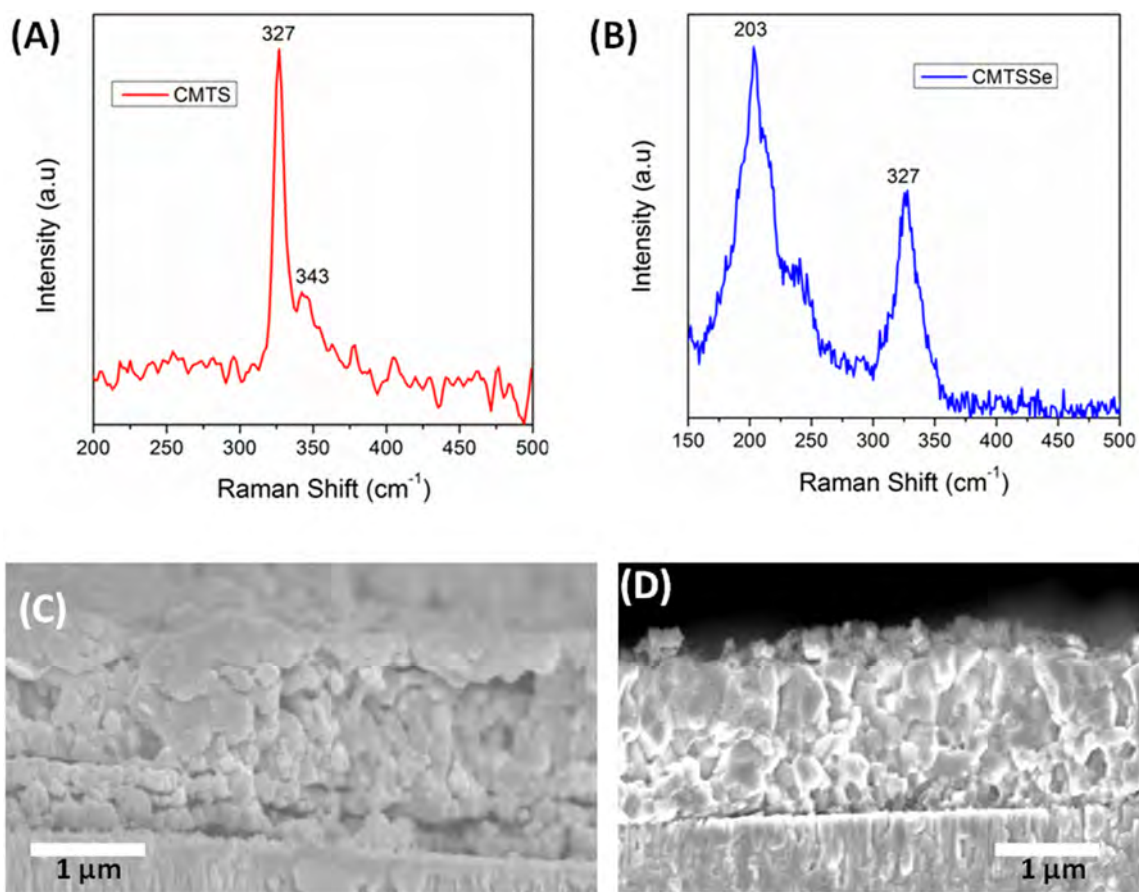 (A)
327
CMTS
343
Intensity (a.u)
200 250 300 350 400 450 500
Raman Shift (cm-1)
(B)
203
CMTSSe
327
Intensity (a.u)
150 200 250 300 350 400 450 500
Raman Shift (cm-1)
(C)
1 µm
(D)
1 µm